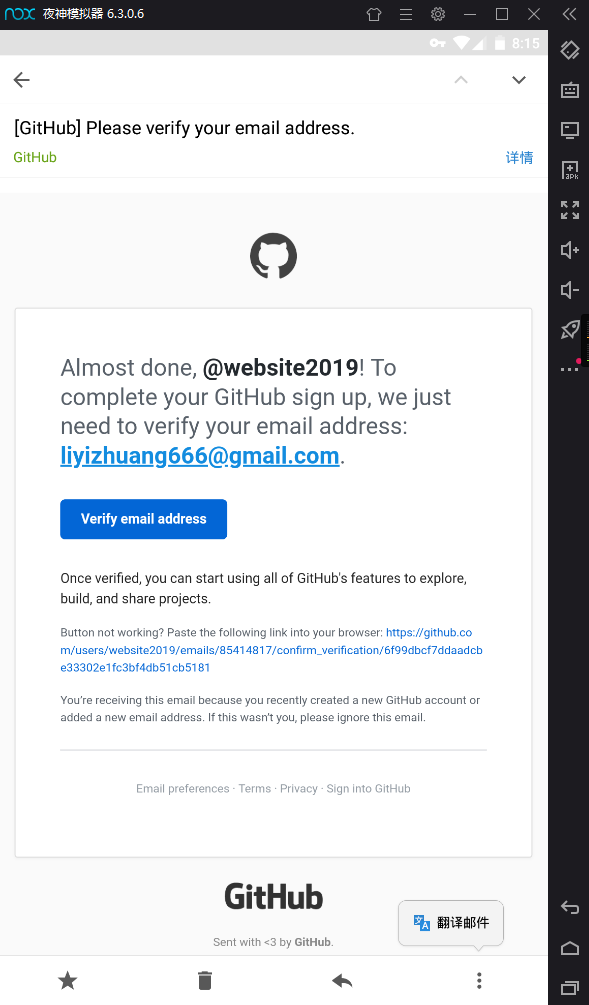 nox 夜神模拟器 6.3.0.6
8:15
[GitHub] Please verify your email address.
GitHub
详情
Almost done, @website2019! To
complete your GitHub sign up, we just
need to verify your email address:
liyizhuang666@gmail.com.
Verify email address
Once verified, you can start using all of GitHub's features to explore,
build, and share projects.
Button not working? Paste the following link into your browser: https://github.co
m/users/website2019/emails/85414817/confirm_verification/6f99dbcf7ddaadcb
e33302e1fc3bf4db51cb5181
You’re receiving this email because you recently created a new GitHub account or
added a new email address. If this wasn’t you, please ignore this email.
Email preferences · Terms · Privacy · Sign into GitHub
GitHub
翻译邮件
Sent with <3 by GitHub.